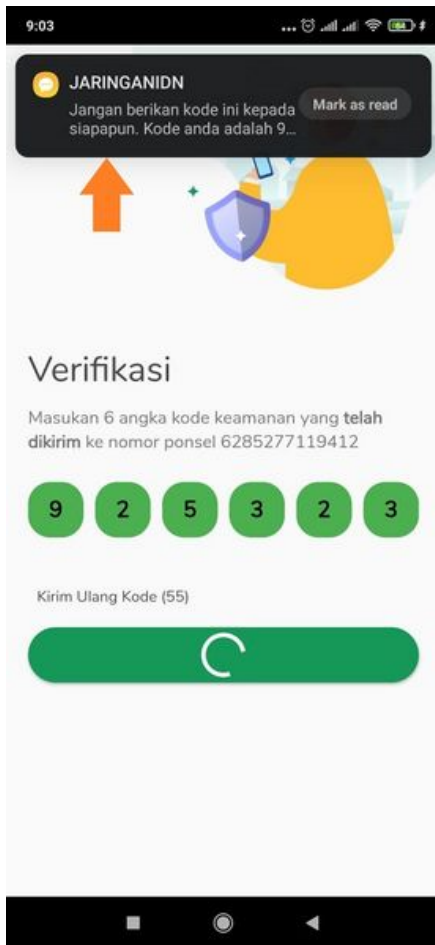 9:03
64
JARINGANIDN
Jangan berikan kode ini kepada
siapapun. Kode anda adalah 9...
Mark as read
Verifikasi
Masukan 6 angka kode keamanan yang telah
dikirim ke nomor ponsel 6285277119412
9 2 5 3 2 3
Kirim Ulang Kode (55)